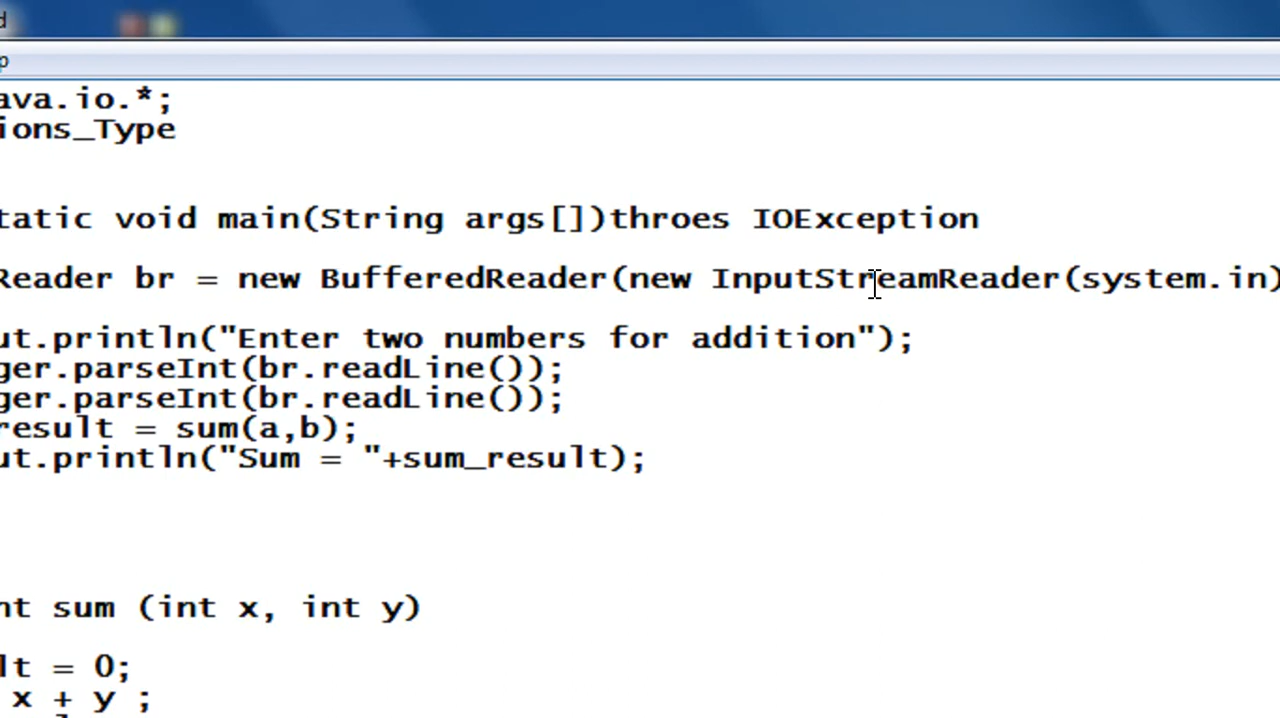 d
p
ava.io.*;
ions_Type
tatic void main(String args[])throes IOException
Reader br = new BufferedReader(new InputStreamReader(system.in)
ut.println("Enter two numbers for addition");
ger.parseInt(br.readLine());
ger.parseInt(br.readLine());
result = sum(a,b);
ut.println("Sum = "+sum_result);
nt sum (int x, int y)
lt = 0;
x + y ;